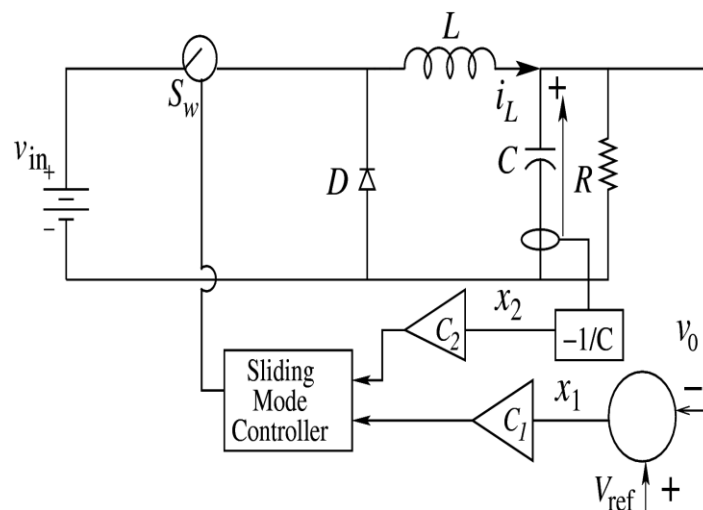 L
S_w
i_L
+
v_in +
-
D
C
R
x_2
C_2
-1/C
v_0
Sliding
Mode
Controller
x_1
C_1
-
V_ref
+